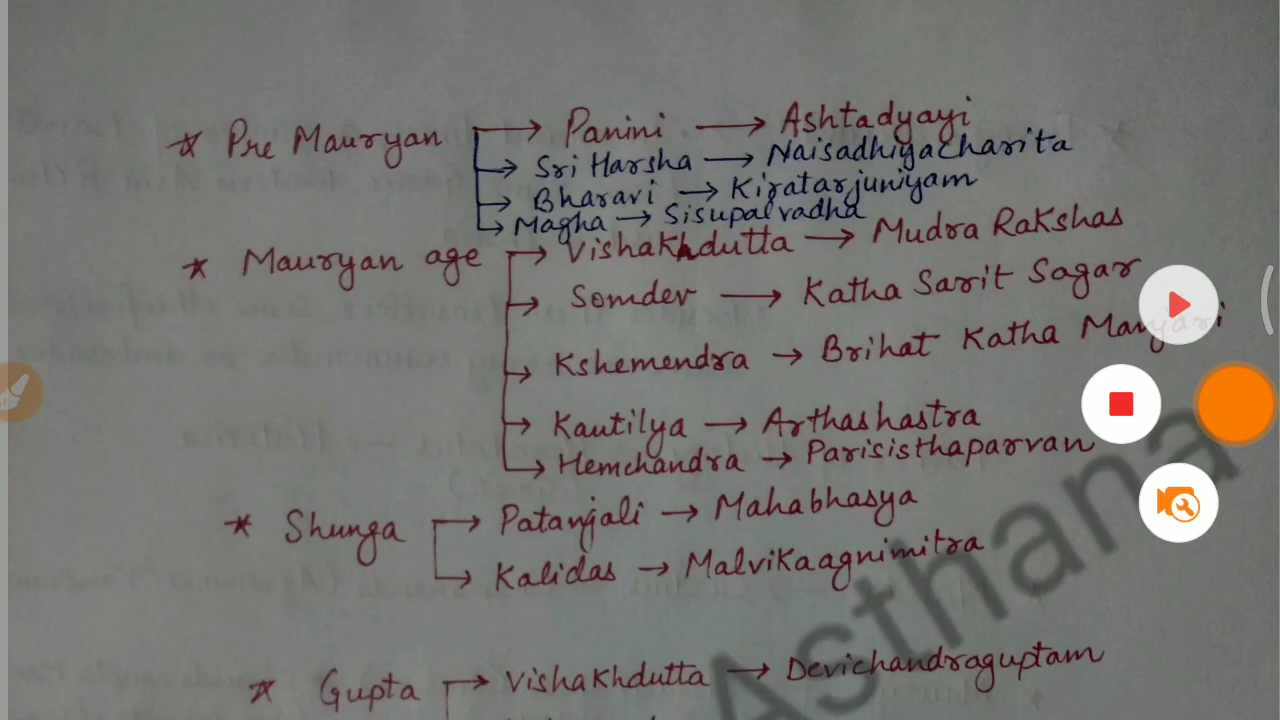 * Pre Mauryan → Panini → Ashtadyayi
→ Sri Harsha → Naisadhiyacharita
→ Bharavi → Kiratarjuniyam
→ Magha → Sisupalvadha
* Mauryan age → Vishakhdutta → Mudra Rakshas
→ Somdev → Katha Sarit Sagar
→ Kshemendra → Brihat Katha Manjari
→ Kautilya → Arthashastra
→ Hemchandra → Parisisthaparvan
* Shunga → Patanjali → Mahabhasya
→ Kalidas → Malvikaagnimitra
* Gupta → Vishakhdutta → Devichandraguptam
Asthana